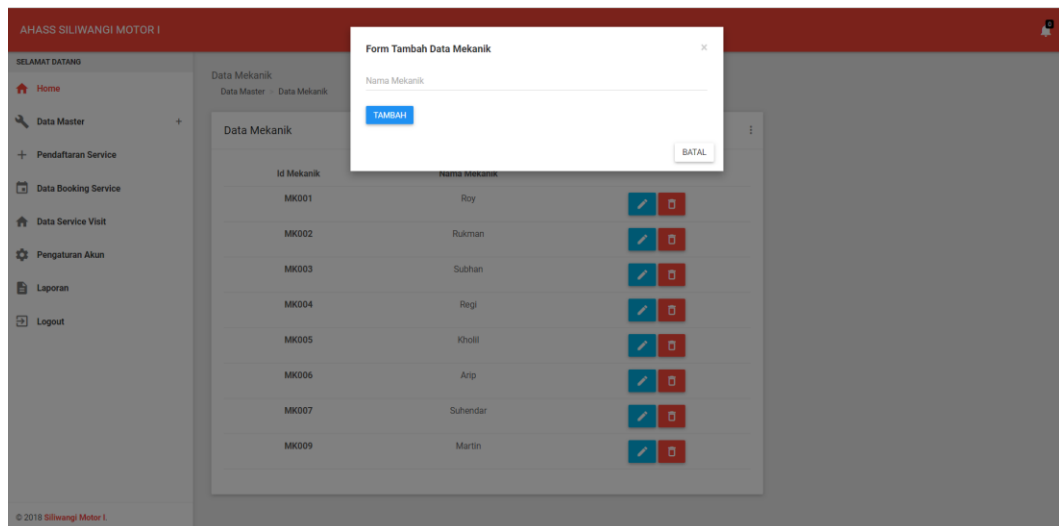 AHASS SILIWANGI MOTOR I
0
SELAMAT DATANG
Home
Data Master +
Pendaftaran Service
Data Booking Service
Data Service Visit
Pengaturan Akun
Laporan
Logout
© 2018 Siliwangi Motor I.
Data Mekanik
Data Master > Data Mekanik
Form Tambah Data Mekanik ×
Nama Mekanik
TAMBAH
BATAL
Data Mekanik
Id Mekanik Nama Mekanik
MK001 Roy
MK002 Rukman
MK003 Subhan
MK004 Regi
MK005 Kholil
MK006 Arip
MK007 Suhendar
MK009 Martin